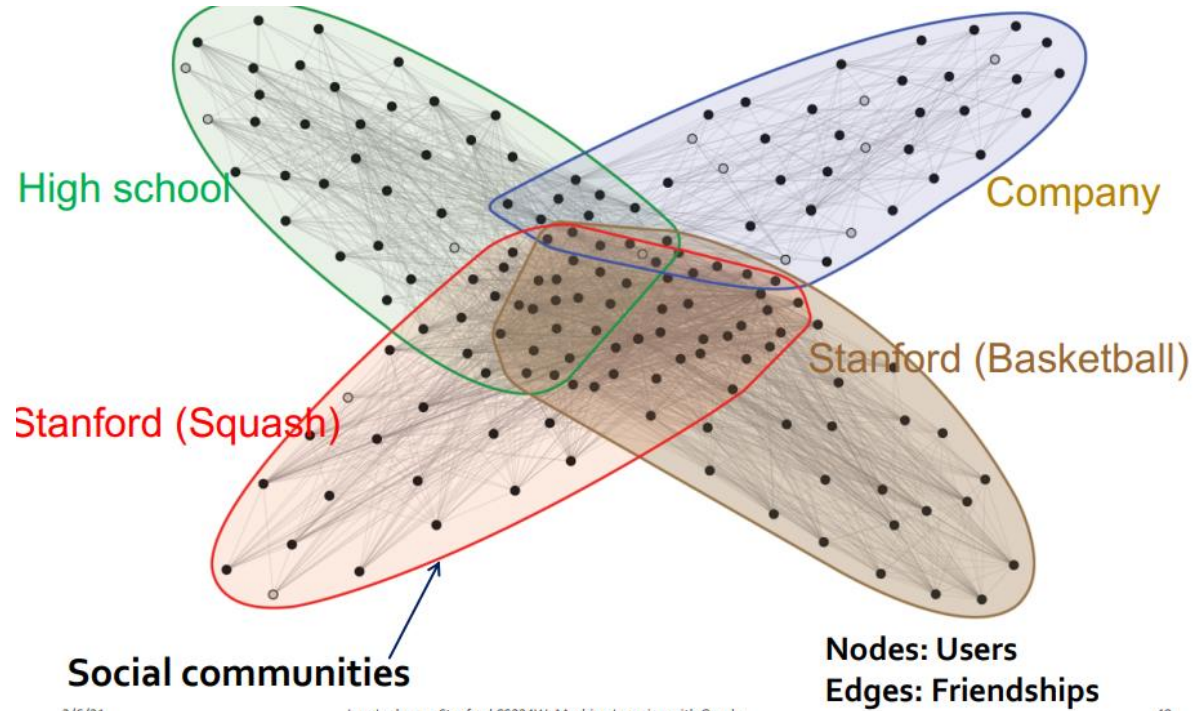 High school
Company
Stanford (Basketball)
Stanford (Squash)
Social communities
Nodes: Users
Edges: Friendships